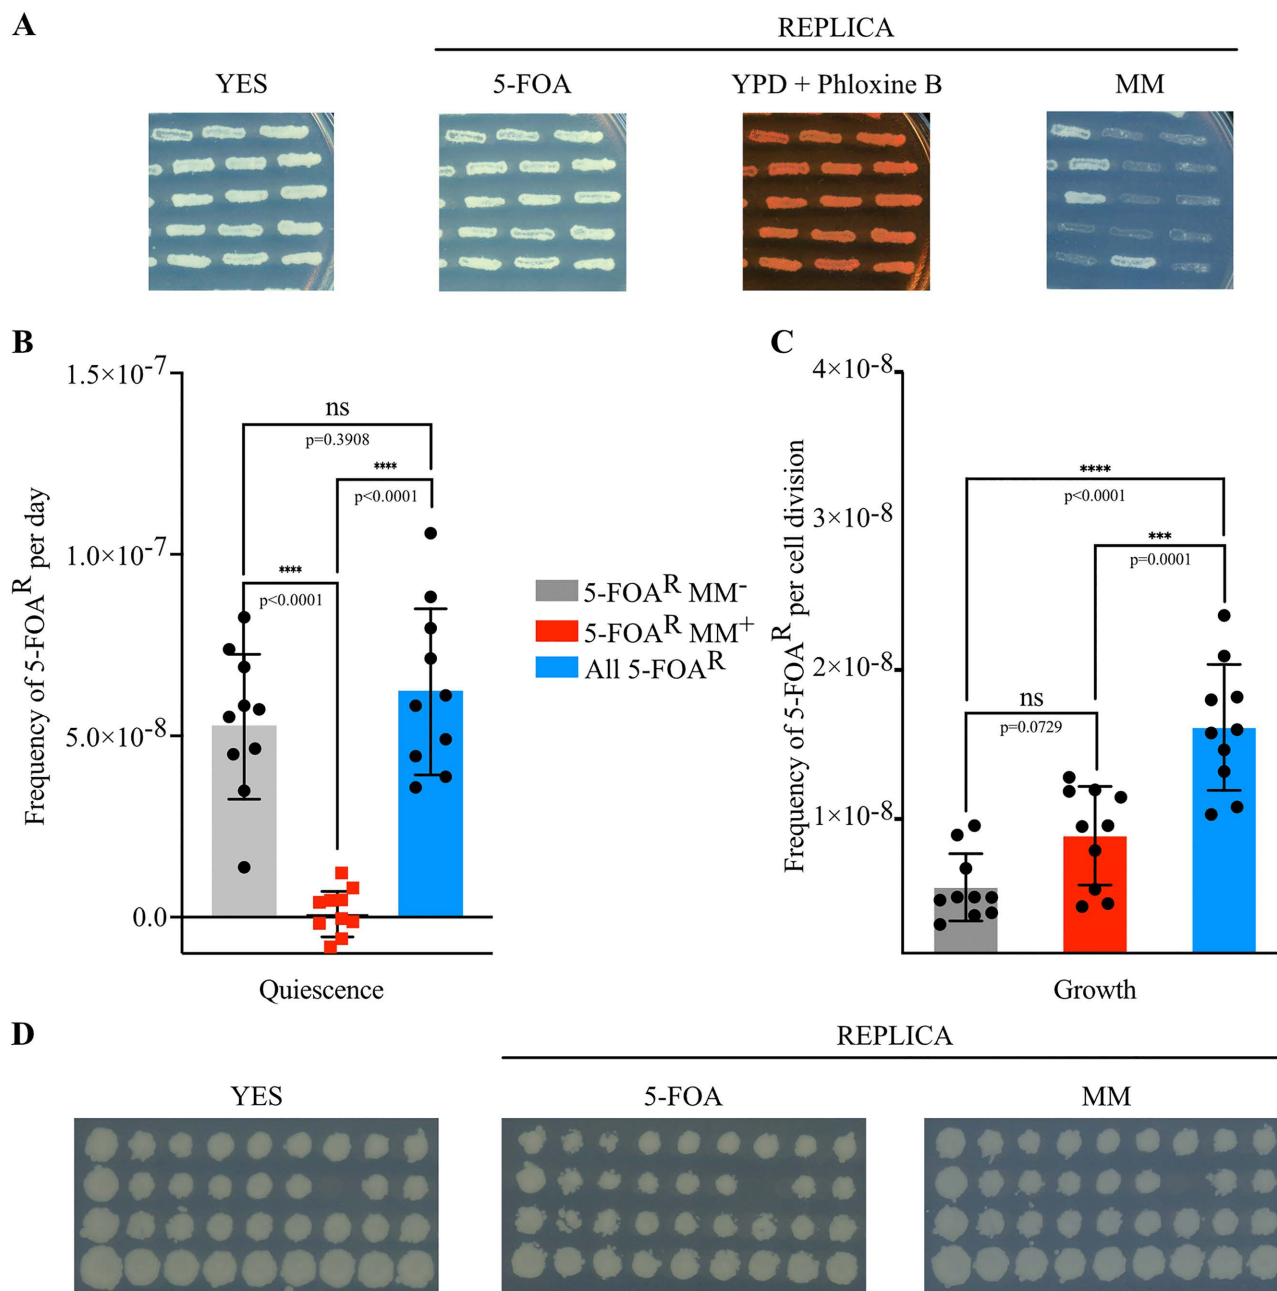 A
REPLICA
YES
5-FOA
YPD + Phloxine B
MM
B
Frequency of 5-FOAᴿ per day
1.5×10⁻⁷
1.0×10⁻⁷
5.0×10⁻⁸
0.0
ns
p=0.3908
****
p<0.0001
****
p<0.0001
Quiescence
5-FOAᴿ MM⁻
5-FOAᴿ MM⁺
All 5-FOAᴿ
C
Frequency of 5-FOAᴿ per cell division
4×10⁻⁸
3×10⁻⁸
2×10⁻⁸
1×10⁻⁸
****
p<0.0001
***
p=0.0001
ns
p=0.0729
Growth
D
REPLICA
YES
5-FOA
MM